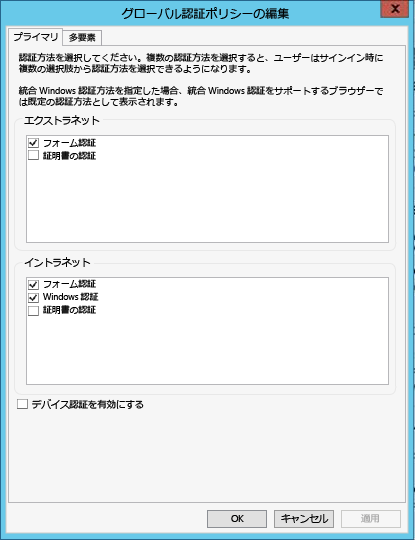 グローバル認証ポリシーの編集
プライマリ 多要素
認証方法を選択してください。複数の認証方法を選択すると、ユーザーはサインイン時に
複数の選択肢から認証方法を選択できるようになります。
統合 Windows 認証方法を指定した場合、統合 Windows 認証をサポートするブラウザーで
は既定の認証方法として表示されます。
エクストラネット
フォーム認証
証明書の認証
イントラネット
フォーム認証
Windows 認証
証明書の認証
デバイス認証を有効にする
OK キャンセル 適用